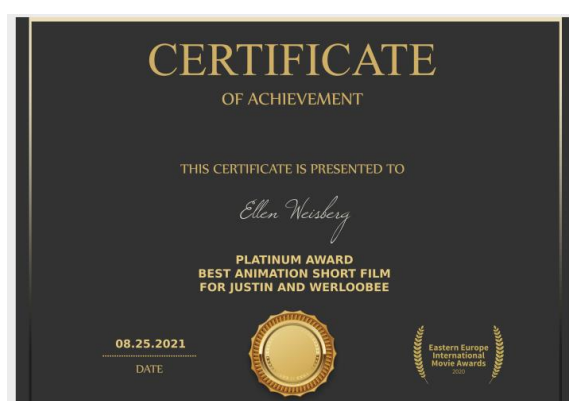 CERTIFICATE
OF ACHIEVEMENT
THIS CERTIFICATE IS PRESENTED TO
Ellen Weisberg
PLATINUM AWARD
BEST ANIMATION SHORT FILM
FOR JUSTIN AND WERLOOBEE
08.25.2021
DATE
Eastern Europe
International
Movie Awards
2020